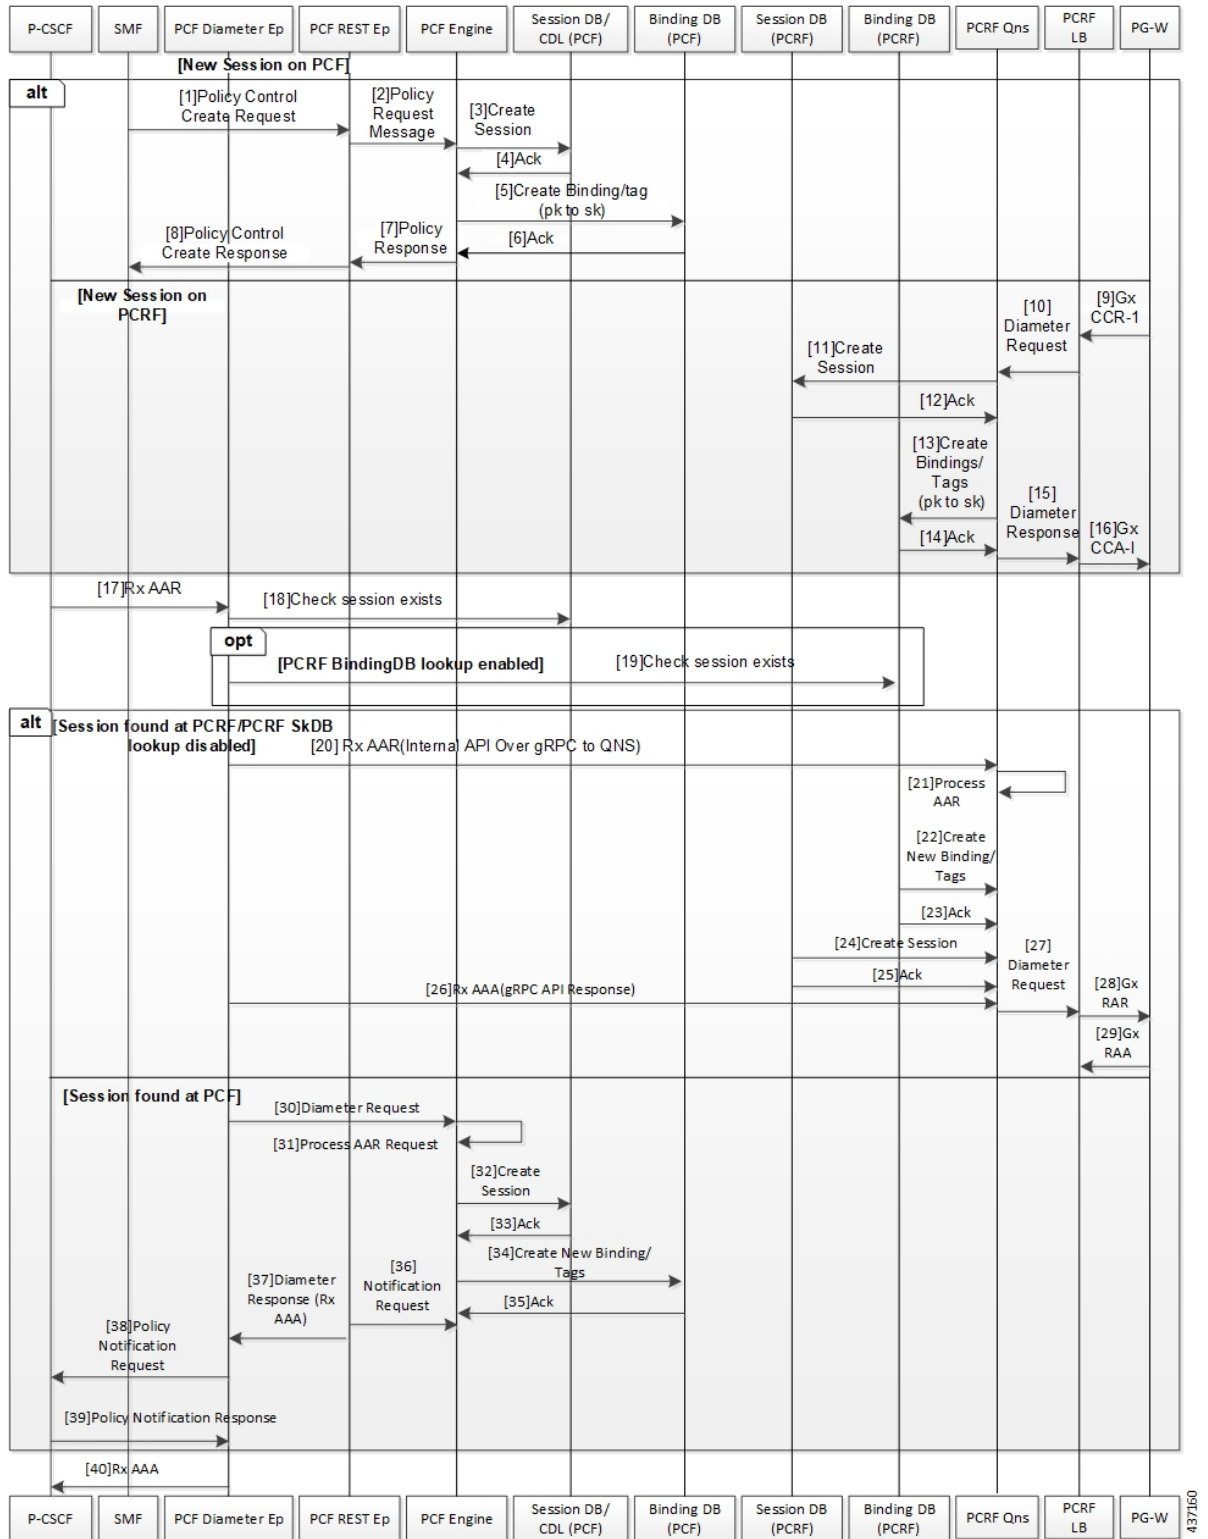 P-CSCF
SMF
PCF Diameter Ep
PCF REST Ep
PCF Engine
Session DB/
CDL (PCF)
Binding DB
(PCF)
Session DB
(PCRF)
Binding DB
(PCRF)
PCRF Qns
PCRF
LB
PG-W
[New Session on PCF]
alt
[1]Policy Control
Create Request
[2]Policy
Request
Message
[3]Create
Session
[4]Ack
[5]Create Binding/tag
(pk to sk)
[6]Ack
[7]Policy
Response
[8]Policy Control
Create Response
[New Session on
PCRF]
[9]Gx
CCR-1
[10]
Diameter
Request
[11]Create
Session
[12]Ack
[13]Create
Bindings/
Tags
(pk to sk)
[14]Ack
[15]
Diameter
Response
[16]Gx
CCA-I
[17]Rx AAR
[18]Check session exists
opt
[PCRF BindingDB lookup enabled]
[19]Check session exists
alt
[Session found at PCRF/PCRF SkDB
lookup disabled]
[20] Rx AAR(Internal API Over gRPC to QNS)
[21]Process
AAR
[22]Create
New Binding/
Tags
[23]Ack
[24]Create Session
[25]Ack
[26]Rx AAA(gRPC API Response)
[27]
Diameter
Request
[28]Gx
RAR
[29]Gx
RAA
[Session found at PCF]
[30]Diameter Request
[31]Process AAR Request
[32]Create
Session
[33]Ack
[34]Create New Binding/
Tags
[35]Ack
[36]
Notification
Request
[37]Diameter
Response (Rx
AAA)
[38]Policy
Notification
Request
[39]Policy Notification Response
[40]Rx AAA
P-CSCF
SMF
PCF Diameter Ep
PCF REST Ep
PCF Engine
Session DB/
CDL (PCF)
Binding DB
(PCF)
Session DB
(PCRF)
Binding DB
(PCRF)
PCRF Qns
PCRF
LB
PG-W
437160